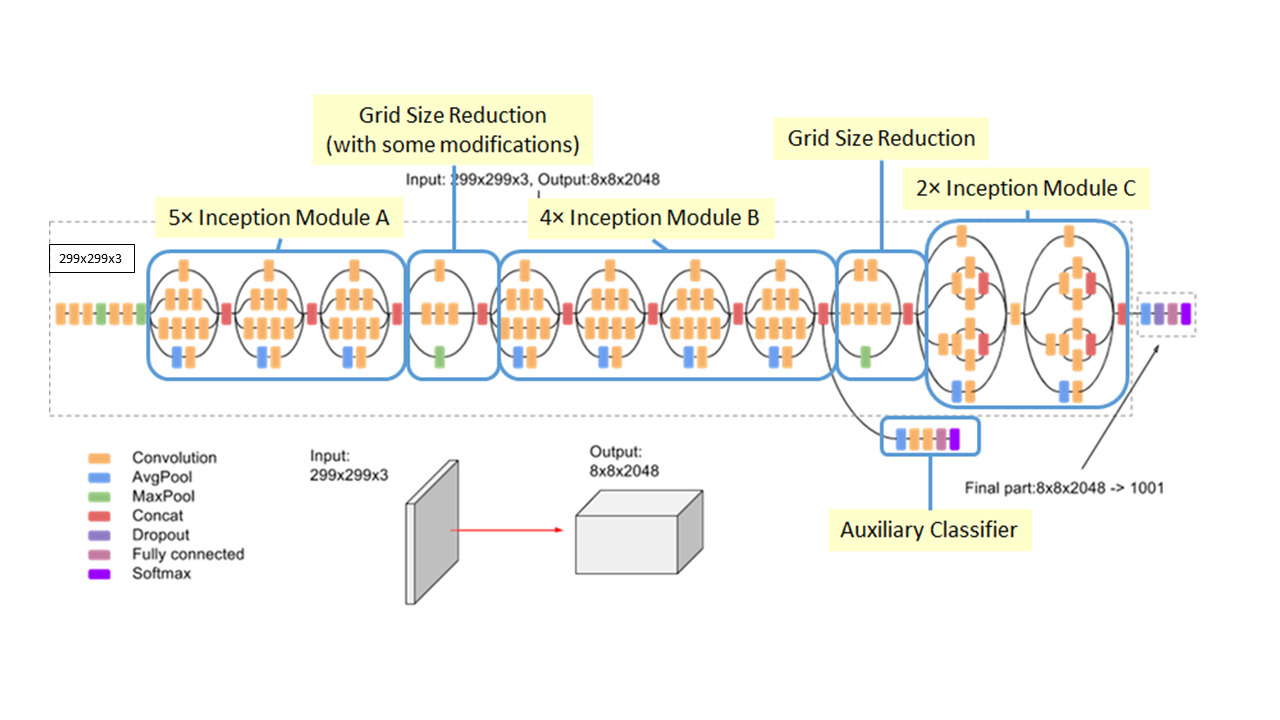 Grid Size Reduction
(with some modifications)
Grid Size Reduction
Input: 299x299x3, Output:8x8x2048
2× Inception Module C
5× Inception Module A
4× Inception Module B
299x299x3
Convolution
AvgPool
MaxPool
Concat
Dropout
Fully connected
Softmax
Input:
299x299x3
Output:
8x8x2048
Final part:8x8x2048 -> 1001
Auxiliary Classifier